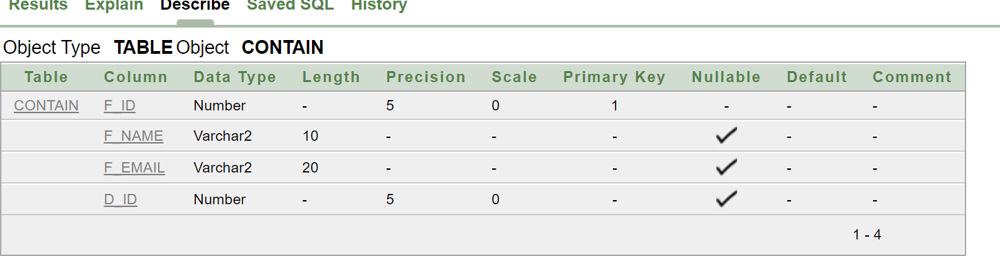 Results Explain Describe Saved SQL History
Object Type TABLE Object CONTAIN
Table Column Data Type Length Precision Scale Primary Key Nullable Default Comment
CONTAIN F_ID Number - 5 0 1 - - -
F_NAME Varchar2 10 - - - ✓ - -
F_EMAIL Varchar2 20 - - - ✓ - -
D_ID Number - 5 0 - ✓ - -
1 - 4